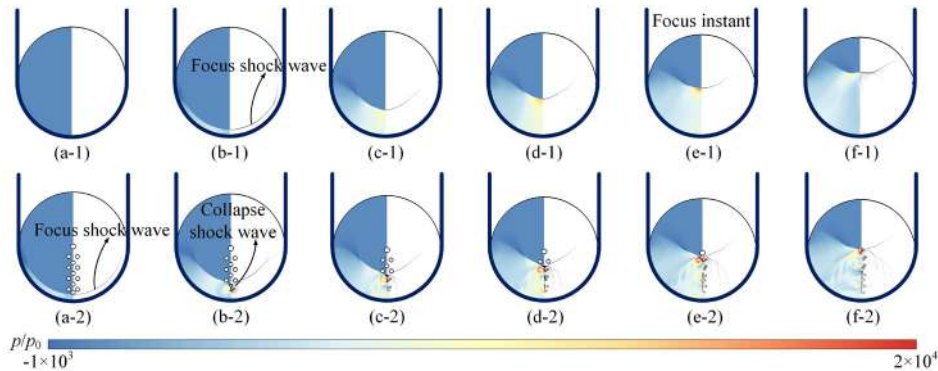 Focus instant
Focus shock wave
(a-1) (b-1) (c-1) (d-1) (e-1) (f-1)
Focus shock wave
Collapse
shock wave
(a-2) (b-2) (c-2) (d-2) (e-2) (f-2)
p/p₀
-1×10³ 2×10⁴